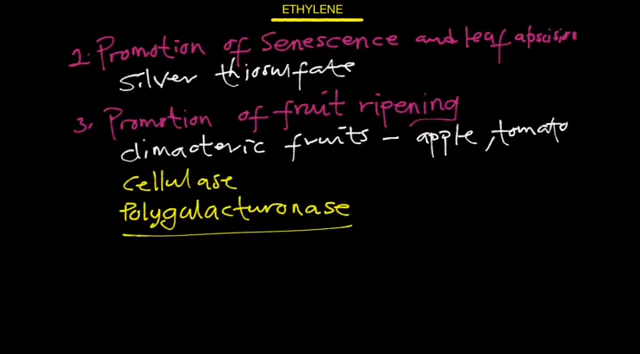 ETHYLENE
2. Promotion of Senescence and leaf abscision
Silver thiosulfate
3. Promotion of fruit ripening
climacteric fruits - apple, tomato
Cellulase
Polygalacturonase